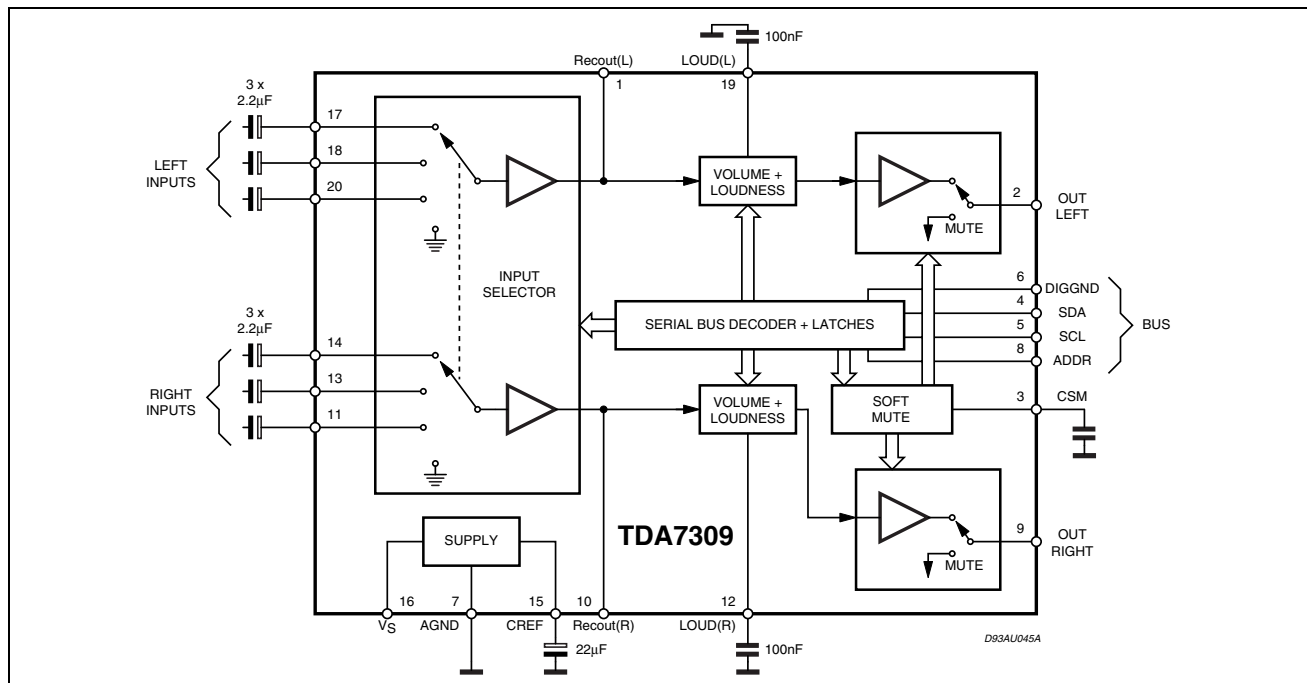 100nF
Recout(L)
LOUD(L)
1
19
3 x
2.2µF
17
18
20
LEFT
INPUTS
VOLUME +
LOUDNESS
MUTE
2
OUT
LEFT
INPUT
SELECTOR
SERIAL BUS DECODER + LATCHES
6
DIGGND
4
SDA
5
SCL
8
ADDR
BUS
3 x
2.2µF
14
13
11
RIGHT
INPUTS
VOLUME +
LOUDNESS
SOFT
MUTE
3
CSM
SUPPLY
TDA7309
MUTE
9
OUT
RIGHT
16
7
15
10
12
VS
AGND
CREF
Recout(R)
LOUD(R)
22µF
100nF
D93AU045A